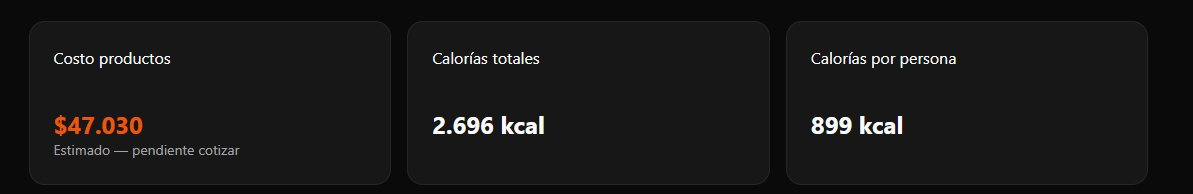 Costo productos
$47.030
Estimado — pendiente cotizar
Calorías totales
2.696 kcal
Calorías por persona
899 kcal